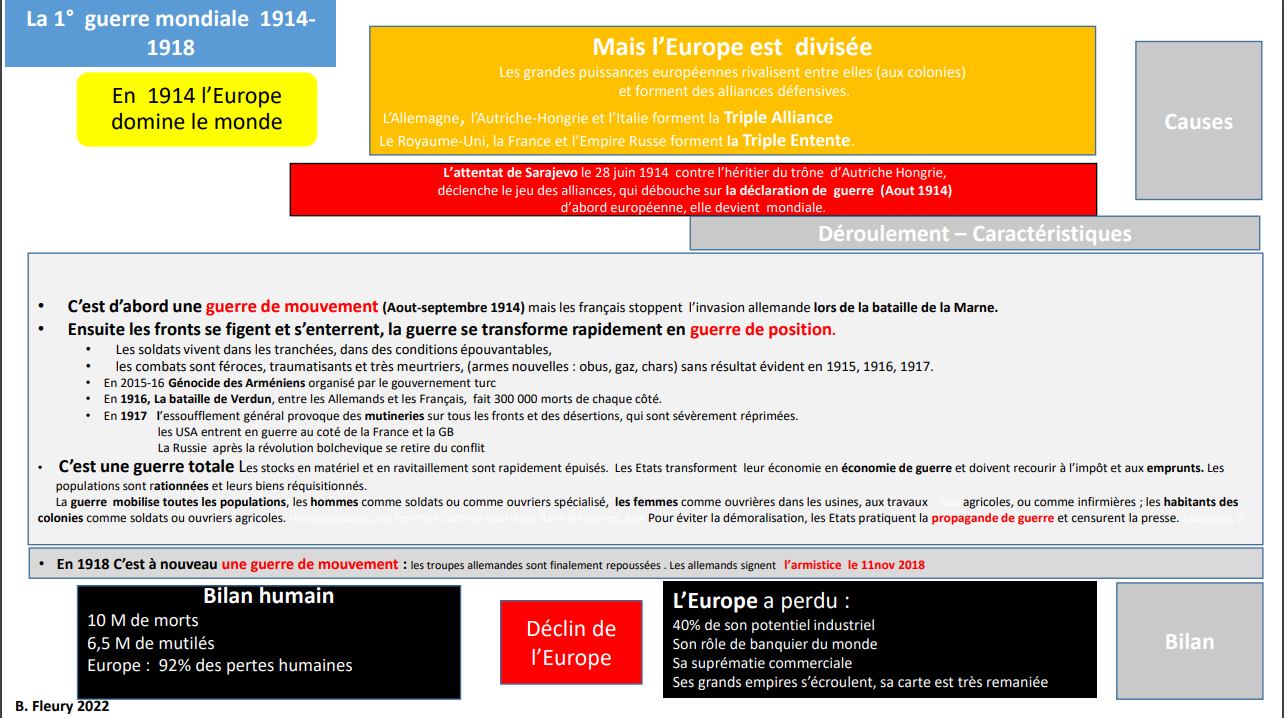 La 1° guerre mondiale 1914-
1918
En 1914 l’Europe
domine le monde
Mais l’Europe est divisée
Les grandes puissances européennes rivalisent entre elles (aux colonies)
et forment des alliances défensives.
L’Allemagne, l’Autriche-Hongrie et l’Italie forment la Triple Alliance
Le Royaume-Uni, la France et l’Empire Russe forment la Triple Entente.
Causes
L’attentat de Sarajevo le 28 juin 1914 contre l’héritier du trône d’Autriche Hongrie,
déclenche le jeu des alliances, qui débouche sur la déclaration de guerre (Aout 1914)
d’abord européenne, elle devient mondiale.
Déroulement – Caractéristiques
• C’est d’abord une guerre de mouvement (Aout-septembre 1914) mais les français stoppent l’invasion allemande lors de la bataille de la Marne.
• Ensuite les fronts se figent et s’enterrent, la guerre se transforme rapidement en guerre de position.
• Les soldats vivent dans les tranchées, dans des conditions épouvantables,
• les combats sont féroces, traumatisants et très meurtriers, (armes nouvelles : obus, gaz, chars) sans résultat évident en 1915, 1916, 1917.
• En 2015-16 Génocide des Arméniens organisé par le gouvernement turc
• En 1916, La bataille de Verdun, entre les Allemands et les Français, fait 300 000 morts de chaque côté.
• En 1917 l’essoufflement général provoque des mutineries sur tous les fronts et des désertions, qui sont sévèrement réprimées.
les USA entrent en guerre au coté de la France et la GB
La Russie après la révolution bolchevique se retire du conflit
• C’est une guerre totale Les stocks en matériel et en ravitaillement sont rapidement épuisés. Les Etats transforment leur économie en économie de guerre et doivent recourir à l’impôt et aux emprunts. Les
populations sont rationnées et leurs biens réquisitionnés.
La guerre mobilise toutes les populations, les hommes comme soldats ou comme ouvriers spécialisé, les femmes comme ouvrières dans les usines, aux travaux agricoles, ou comme infirmières ; les habitants des
colonies comme soldats ou ouvriers agricoles. les femmes comme ouvrières dans les usines, aux Pour éviter la démoralisation, les Etats pratiquent la propagande de guerre et censurent la presse.
• En 1918 C’est à nouveau une guerre de mouvement : les troupes allemandes sont finalement repoussées . Les allemands signent l’armistice le 11nov 2018
Bilan humain
10 M de morts
6,5 M de mutilés
Europe : 92% des pertes humaines
Déclin de
l’Europe
L’Europe a perdu :
40% de son potentiel industriel
Son rôle de banquier du monde
Sa suprématie commerciale
Ses grands empires s’écroulent, sa carte est très remaniée
Bilan
B. Fleury 2022